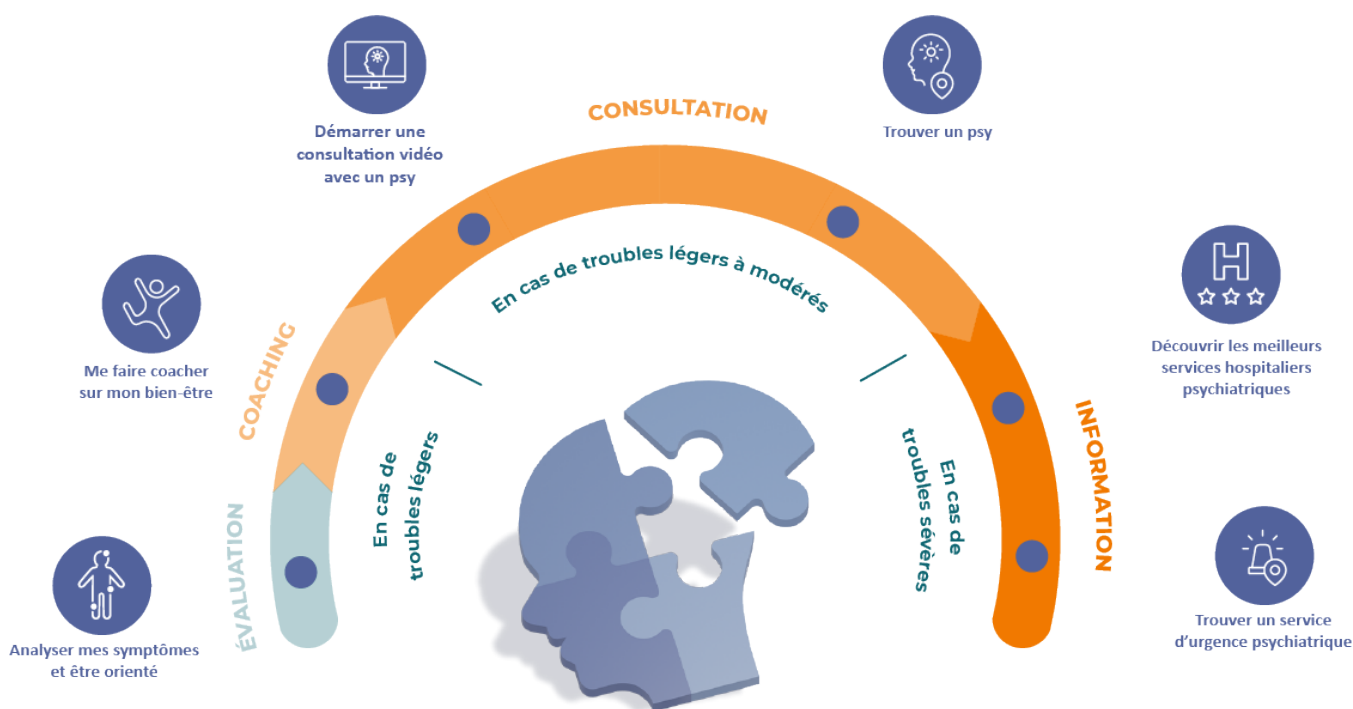 ÉVALUATION
Analyser mes symptômes
et être orienté
COACHING
Me faire coacher
sur mon bien-être
CONSULTATION
Démarrer une
consultation vidéo
avec un psy
Trouver un psy
INFORMATION
Découvrir les meilleurs
services hospitaliers
psychiatriques
Trouver un service
d’urgence psychiatrique
En cas de
troubles légers
En cas de troubles légers à modérés
En cas de
troubles sévères
H